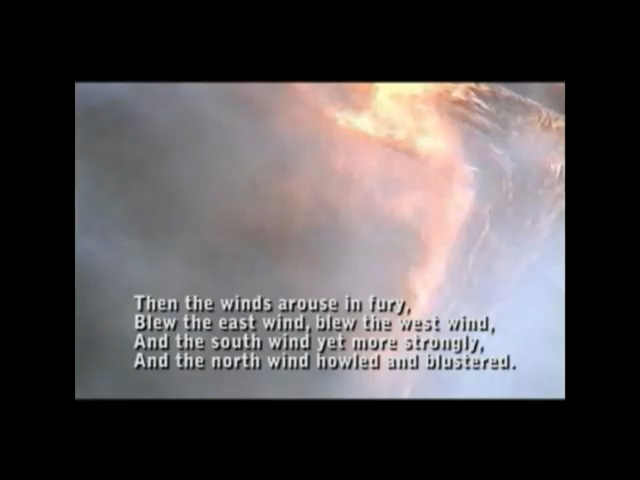 Then the winds arouse in fury,
Blew the east wind, blew the west wind,
And the south wind yet more strongly,
And the north wind howled and blustered.